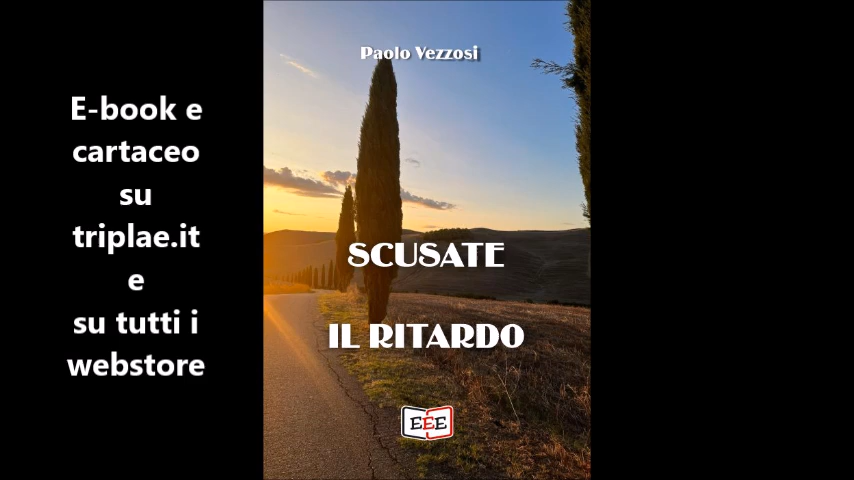 E-book e
cartaceo
su
triplae.it
e
su tutti i
webstore
Paolo Vezzosi
SCUSATE
IL RITARDO
EEE